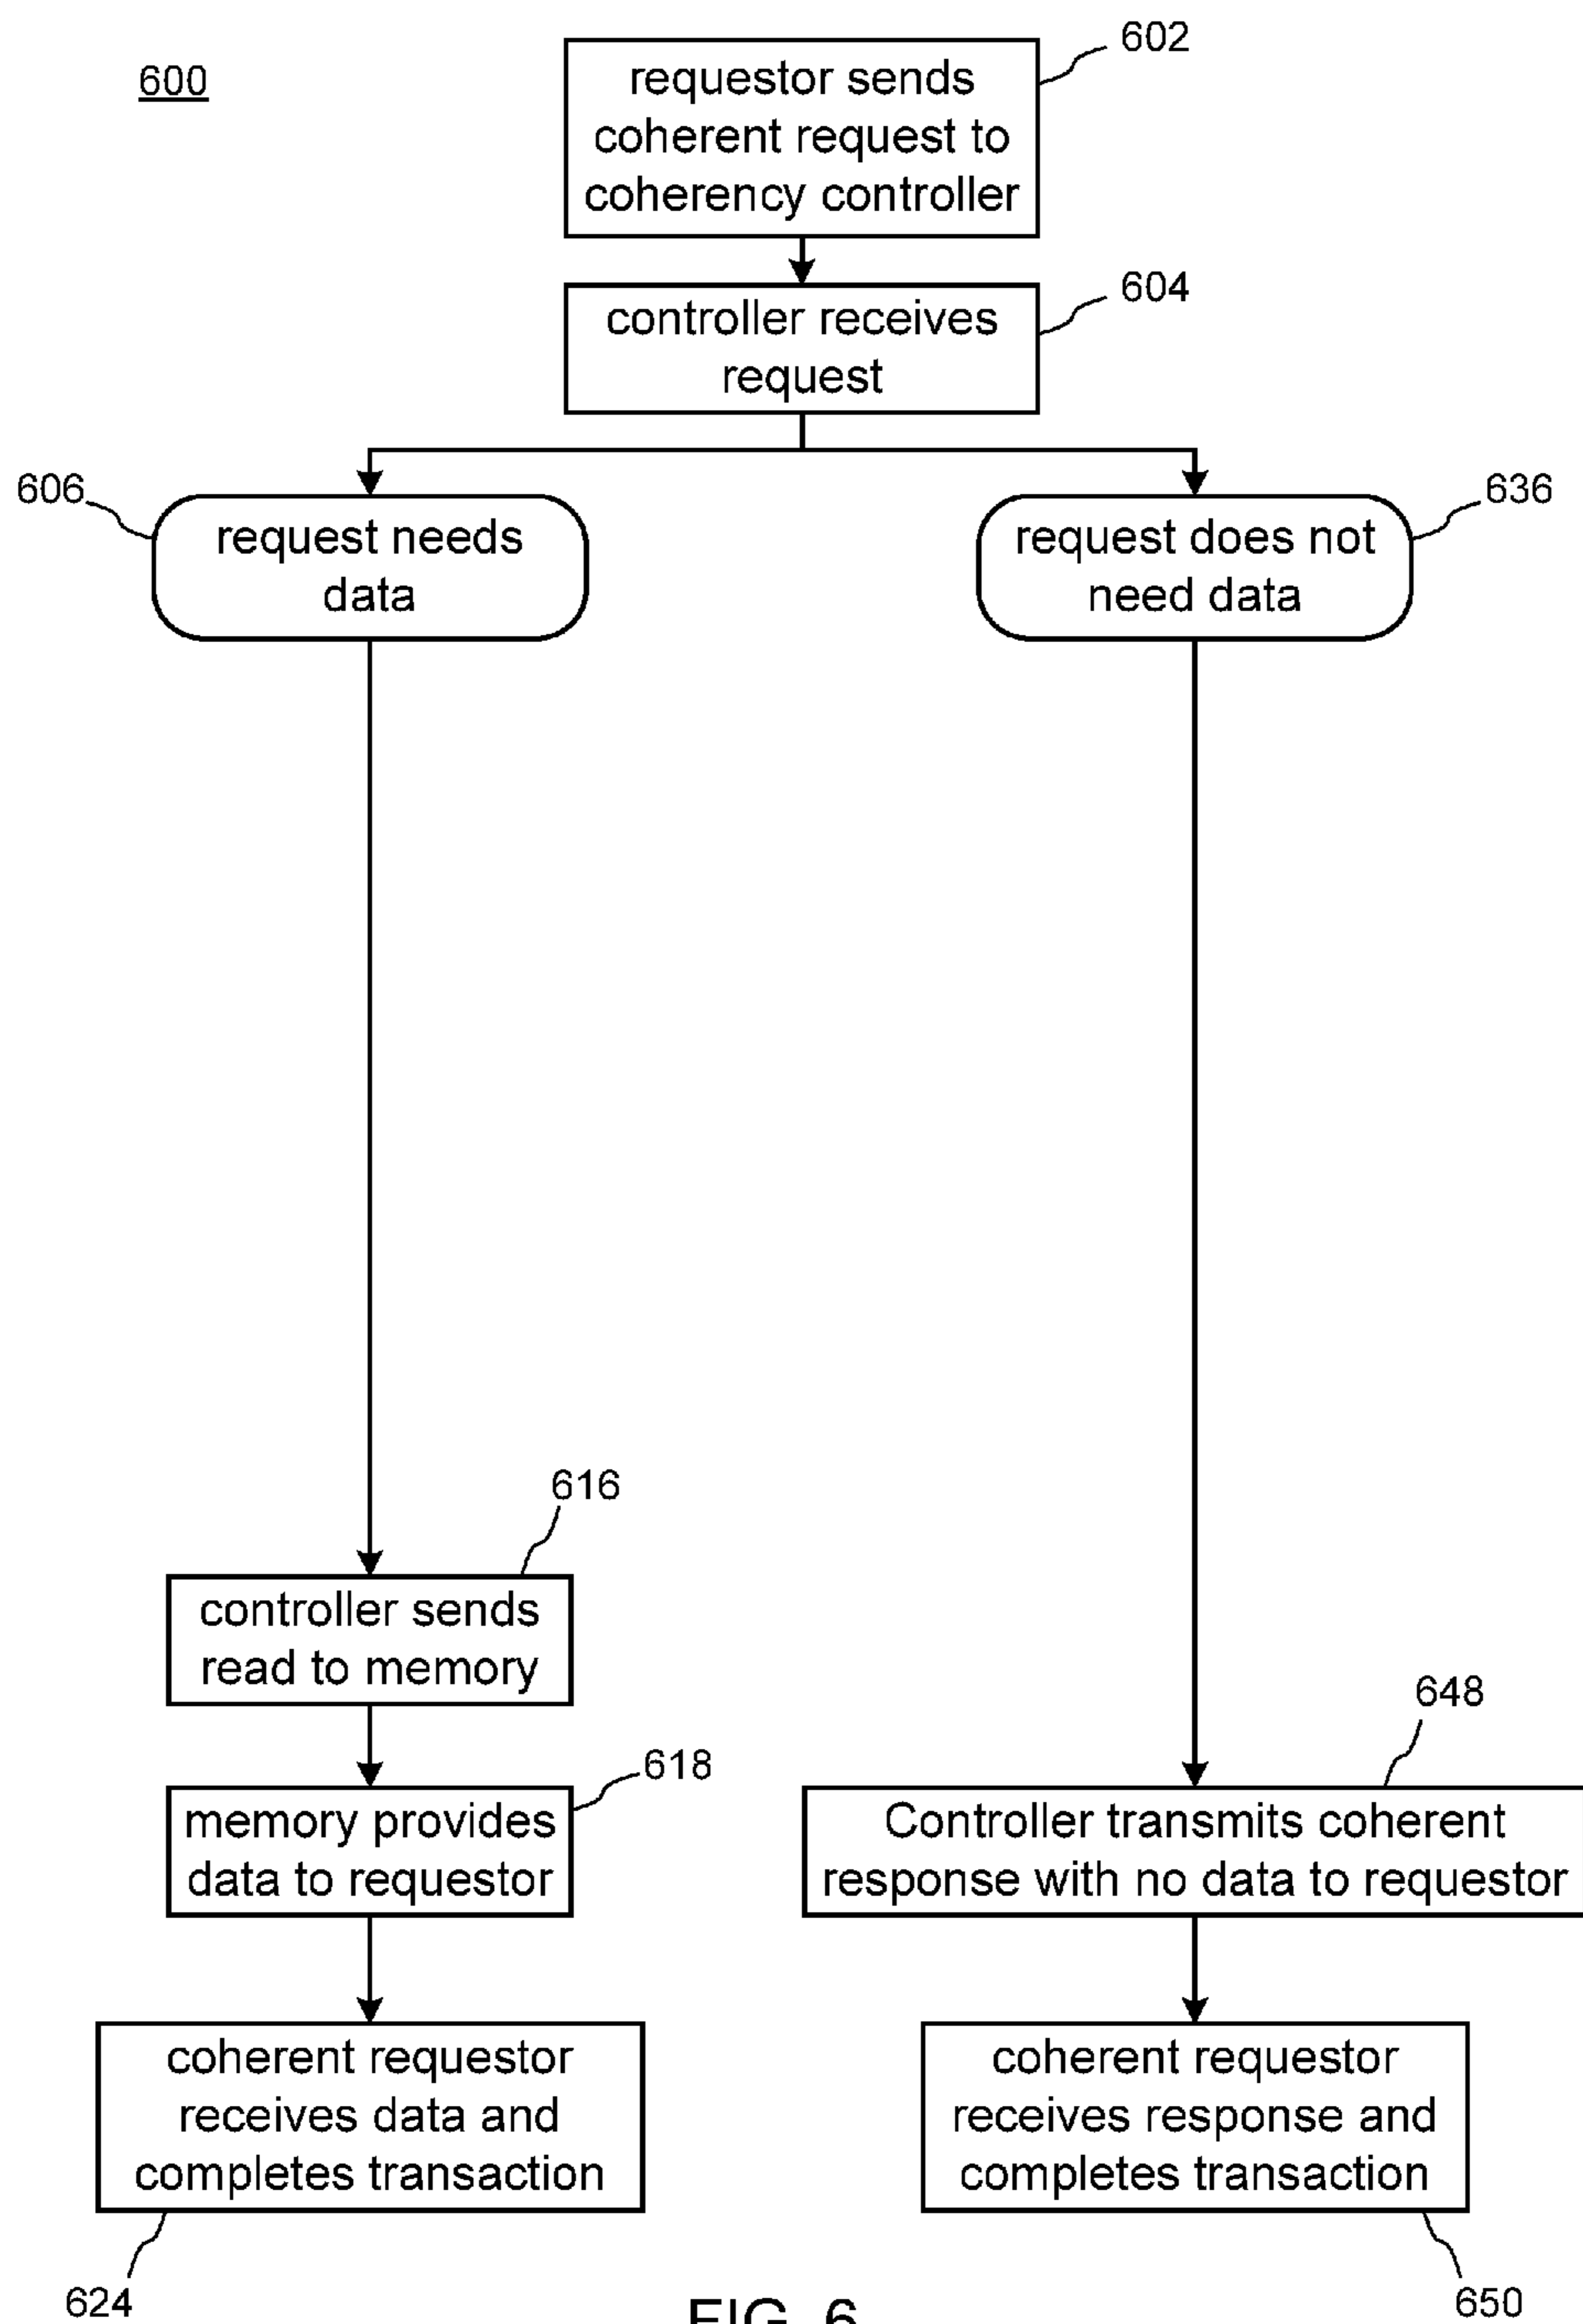 600
602
requestor sends
coherent request to
coherency controller
604
controller receives
request
606
request needs
data
636
request does not
need data
616
controller sends
read to memory
618
memory provides
data to requestor
648
Controller transmits coherent
response with no data to requestor
coherent requestor
receives data and
completes transaction
624
coherent requestor
receives response and
completes transaction
650
FIG. 6